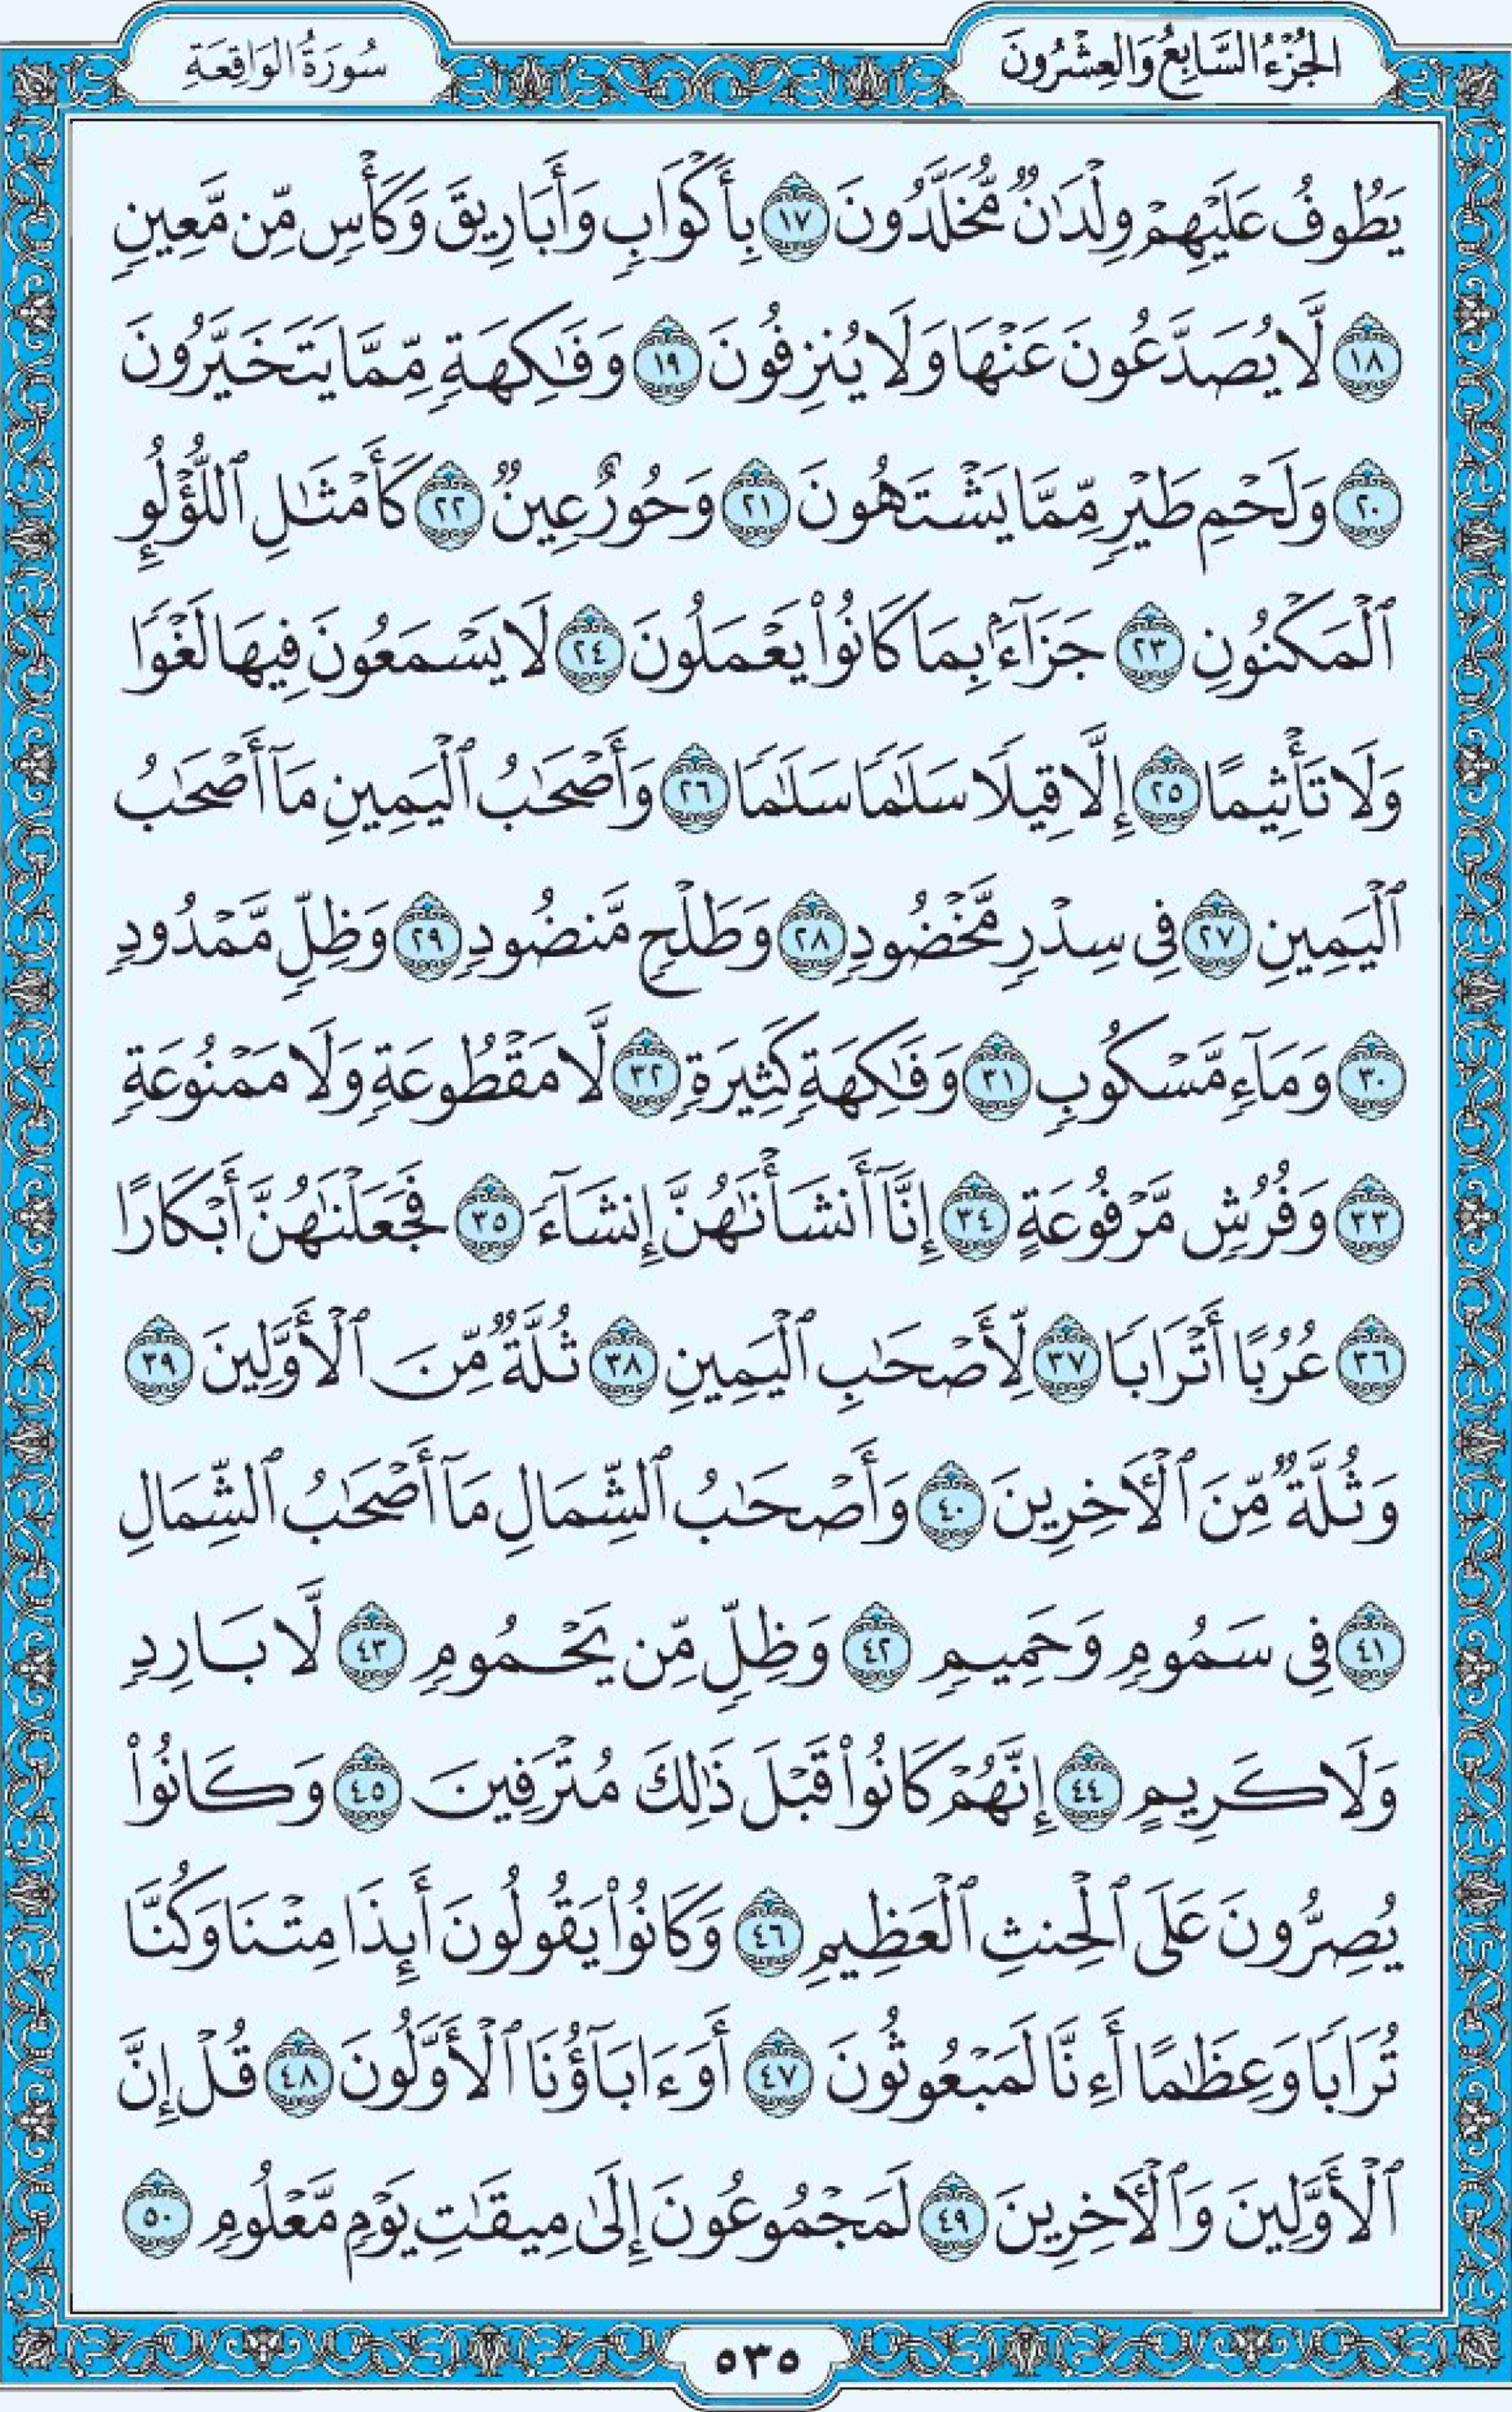 الجُزْءُ السَّابِعُ وَالعِشْرُونَ
سُورَةُ الوَاقِعَةِ
يَطُوفُ عَلَيْهِمْ وِلْدَٰنٌ مُّخَلَّدُونَ ١٧ بِأَكْوَابٍ وَأَبَارِيقَ وَكَأْسٍ مِّن مَّعِينٍ
١٨ لَّا يُصَدَّعُونَ عَنْهَا وَلَا يُنزِفُونَ ١٩ وَفَٰكِهَةٍ مِّمَّا يَتَخَيَّرُونَ
٢٠ وَلَحْمِ طَيْرٍ مِّمَّا يَشْتَهُونَ ٢١ وَحُورٌ عِينٌ ٢٢ كَأَمْثَٰلِ ٱللُّؤْلُؤِ
ٱلْمَكْنُونِ ٢٣ جَزَآءًۢ بِمَا كَانُوا۟ يَعْمَلُونَ ٢٤ لَا يَسْمَعُونَ فِيهَا لَغْوًا
وَلَا تَأْثِيمًا ٢٥ إِلَّا قِيلًا سَلَٰمًا سَلَٰمًا ٢٦ وَأَصْحَٰبُ ٱلْيَمِينِ مَآ أَصْحَٰبُ
ٱلْيَمِينِ ٢٧ فِى سِدْرٍ مَّخْضُودٍ ٢٨ وَطَلْحٍ مَّنضُودٍ ٢٩ وَظِلٍّ مَّمْدُودٍ
٣٠ وَمَآءٍ مَّسْكُوبٍ ٣١ وَفَٰكِهَةٍ كَثِيرَةٍ ٣٢ لَّا مَقْطُوعَةٍ وَلَا مَمْنُوعَةٍ
٣٣ وَفُرُشٍ مَّرْفُوعَةٍ ٣٤ إِنَّآ أَنشَأْنَٰهُنَّ إِنشَآءً ٣٥ فَجَعَلْنَٰهُنَّ أَبْكَارًا
٣٦ عُرُبًا أَتْرَابًا ٣٧ لِّأَصْحَٰبِ ٱلْيَمِينِ ٣٨ ثُلَّةٌ مِّنَ ٱلْأَوَّلِينَ ٣٩
وَثُلَّةٌ مِّنَ ٱلْـَٔاخِرِينَ ٤٠ وَأَصْحَٰبُ ٱلشِّمَالِ مَآ أَصْحَٰبُ ٱلشِّمَالِ
٤١ فِى سَمُومٍ وَحَمِيمٍ ٤٢ وَظِلٍّ مِّن يَحْمُومٍ ٤٣ لَّا بَارِدٍ
وَلَا كَرِيمٍ ٤٤ إِنَّهُمْ كَانُوا۟ قَبْلَ ذَٰلِكَ مُتْرَفِينَ ٤٥ وَكَانُوا۟
يُصِرُّونَ عَلَى ٱلْحِنثِ ٱلْعَظِيمِ ٤٦ وَكَانُوا۟ يَقُولُونَ أَئِذَا مِتْنَا وَكُنَّا
تُرَابًا وَعِظَٰمًا أَءِنَّا لَمَبْعُوثُونَ ٤٧ أَوَءَابَآؤُنَا ٱلْأَوَّلُونَ ٤٨ قُلْ إِنَّ
ٱلْأَوَّلِينَ وَٱلْـَٔاخِرِينَ ٤٩ لَمَجْمُوعُونَ إِلَىٰ مِيقَٰتِ يَوْمٍ مَّعْلُومٍ ٥٠
٥٣٥